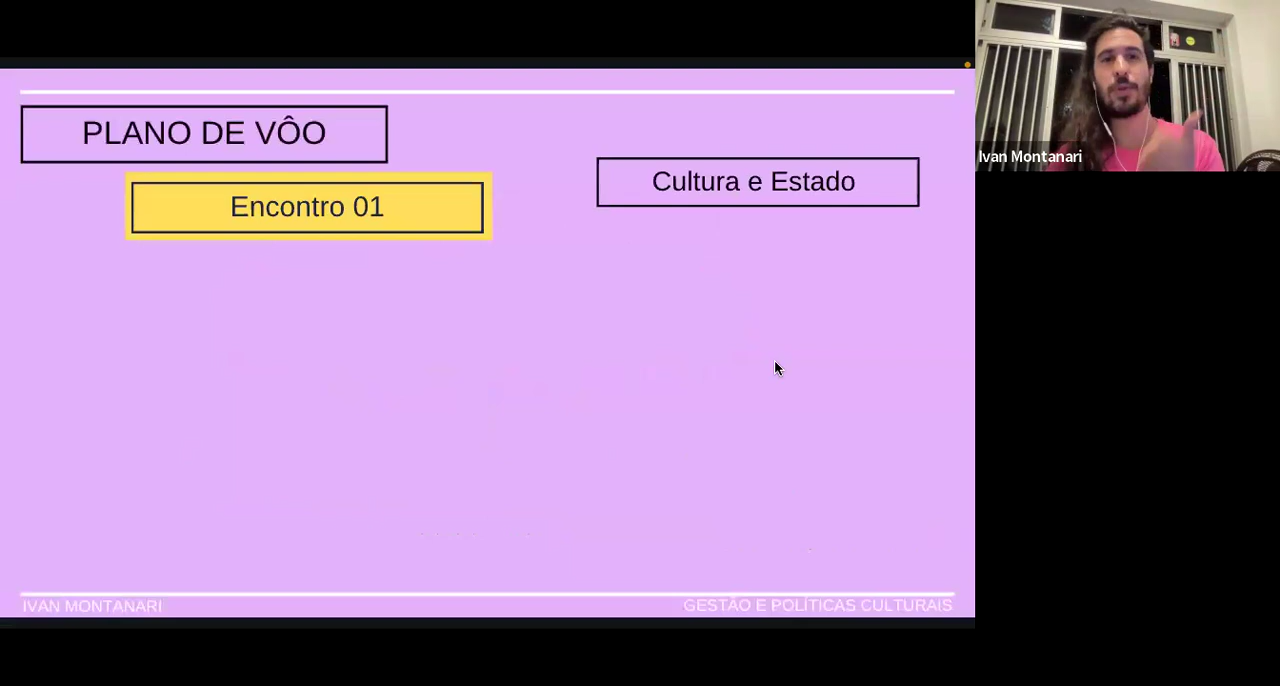 PLANO DE VÔO
Encontro 01
Cultura e Estado
Ivan Montanari
IVAN MONTANARI
GESTÃO E POLÍTICAS CULTURAIS